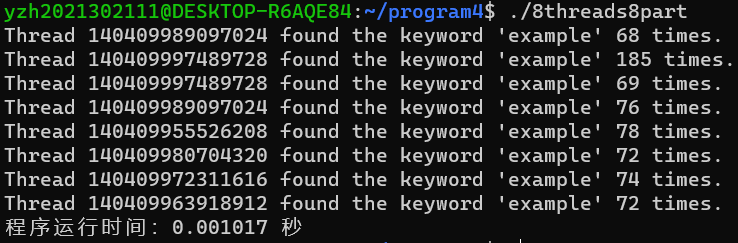 yzh2021302111@DESKTOP-R6AQE84:~/program4$ ./8threads8part
Thread 140409989097024 found the keyword 'example' 68 times.
Thread 140409997489728 found the keyword 'example' 185 times.
Thread 140409997489728 found the keyword 'example' 69 times.
Thread 140409989097024 found the keyword 'example' 76 times.
Thread 140409955526208 found the keyword 'example' 78 times.
Thread 140409980704320 found the keyword 'example' 72 times.
Thread 140409972311616 found the keyword 'example' 74 times.
Thread 140409963918912 found the keyword 'example' 72 times.
程序运行时间: 0.001017 秒